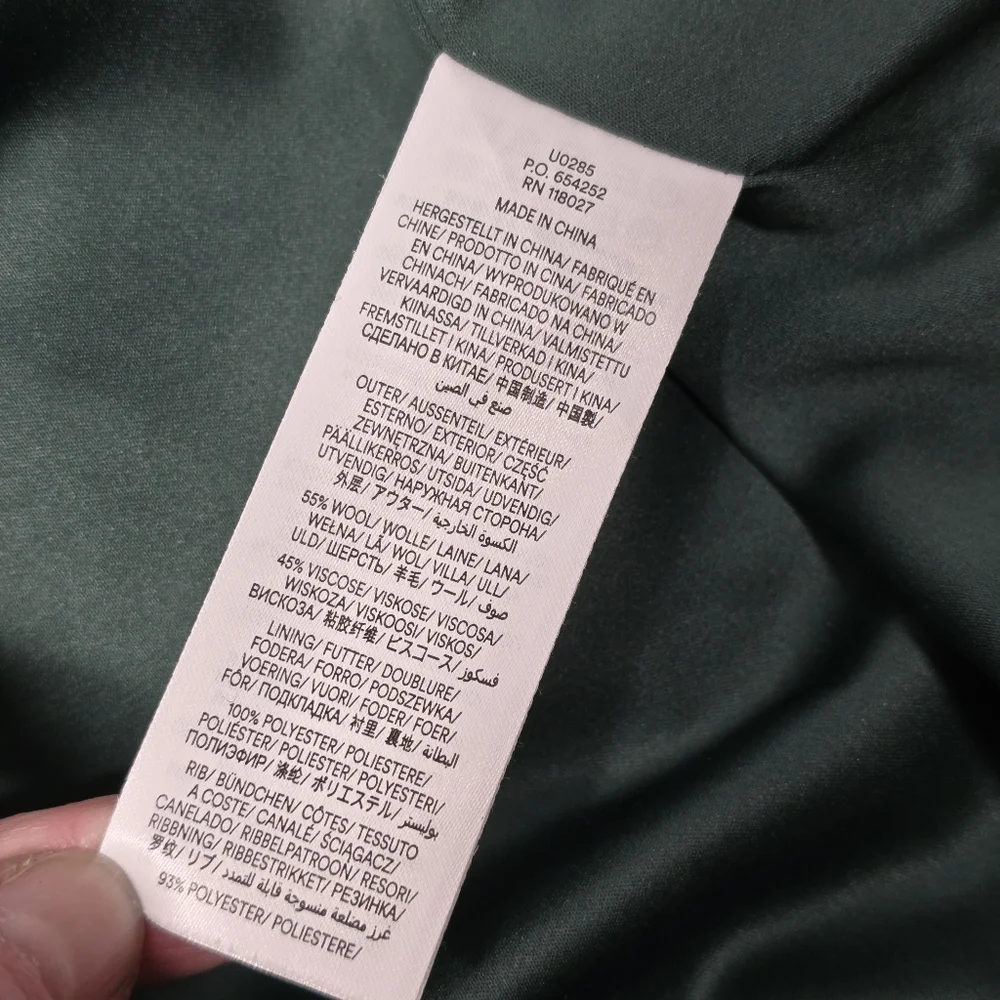 U0285
P.O. 654252
RN 118027
MADE IN CHINA
HERGESTELLT IN CHINA/ FABRIQUÉ EN
CHINE/ PRODOTTO IN CINA/ FABRICADO
EN CHINA/ WYPRODUKOWANO W
CHINACH/ FABRICADO NA CHINA/
VERVAARDIGD IN CHINA/ VALMISTETTU
KIINASSA/ TILLVERKAD I KINA/
FREMSTILLET I KINA/ PRODUSERT I KINA/
СДЕЛАНО В КИТАЕ/ 中国制造/ 中国製/
صنع في الصين
OUTER/ AUSSENTEIL/ EXTÉRIEUR/
ESTERNO/ EXTERIOR/ CZĘŚĆ
ZEWNĘTRZNA/ BUITENKANT/
PÄÄLLIKERROS/ UTSIDA/ UDVENDIG/
UTVENDIG/ НАРУЖНАЯ СТОРОНА/
外层/ アウター/ الكسوة الخارجية
55% WOOL/ WOLLE/ LAINE/ LANA/
WEŁNA/ LÃ/ WOL/ VILLA/ ULL/
ULD/ ШЕРСТЬ/ 羊毛/ ウール/ صوف
45% VISCOSE/ VISKOSE/ VISCOSA/
WISKOZA/ VISKOOSI/ VISKOS/
ВИСКОЗА/ 粘胶纤维/ ビスコース/ فسكوز
LINING/ FUTTER/ DOUBLURE/
FODERA/ FORRO/ PODSZEWKA/
VOERING/ VUORI/ FODER/ FOER/
FÔR/ ПОДКЛАДКА/ 衬里/ 裏地/ البطانة
100% POLYESTER/ POLIESTERE/
POLIÉSTER/ POLIESTER/ POLYESTERI/
ПОЛИЭФИР/ 涤纶/ ポリエステル/ بوليستر
RIB/ BÜNDCHEN/ CÔTES/ TESSUTO
A COSTE/ CANALÉ/ ŚCIĄGACZ/
CANELADO/ RIBBELPATROON/ RESORI/
RIBBNING/ RIBBESTRIKKET/ РЕЗИНКА/
罗纹/ リブ/ غرز مضلعة منسوجة قابلة للتمدد
93% POLYESTER/ POLIESTERE/